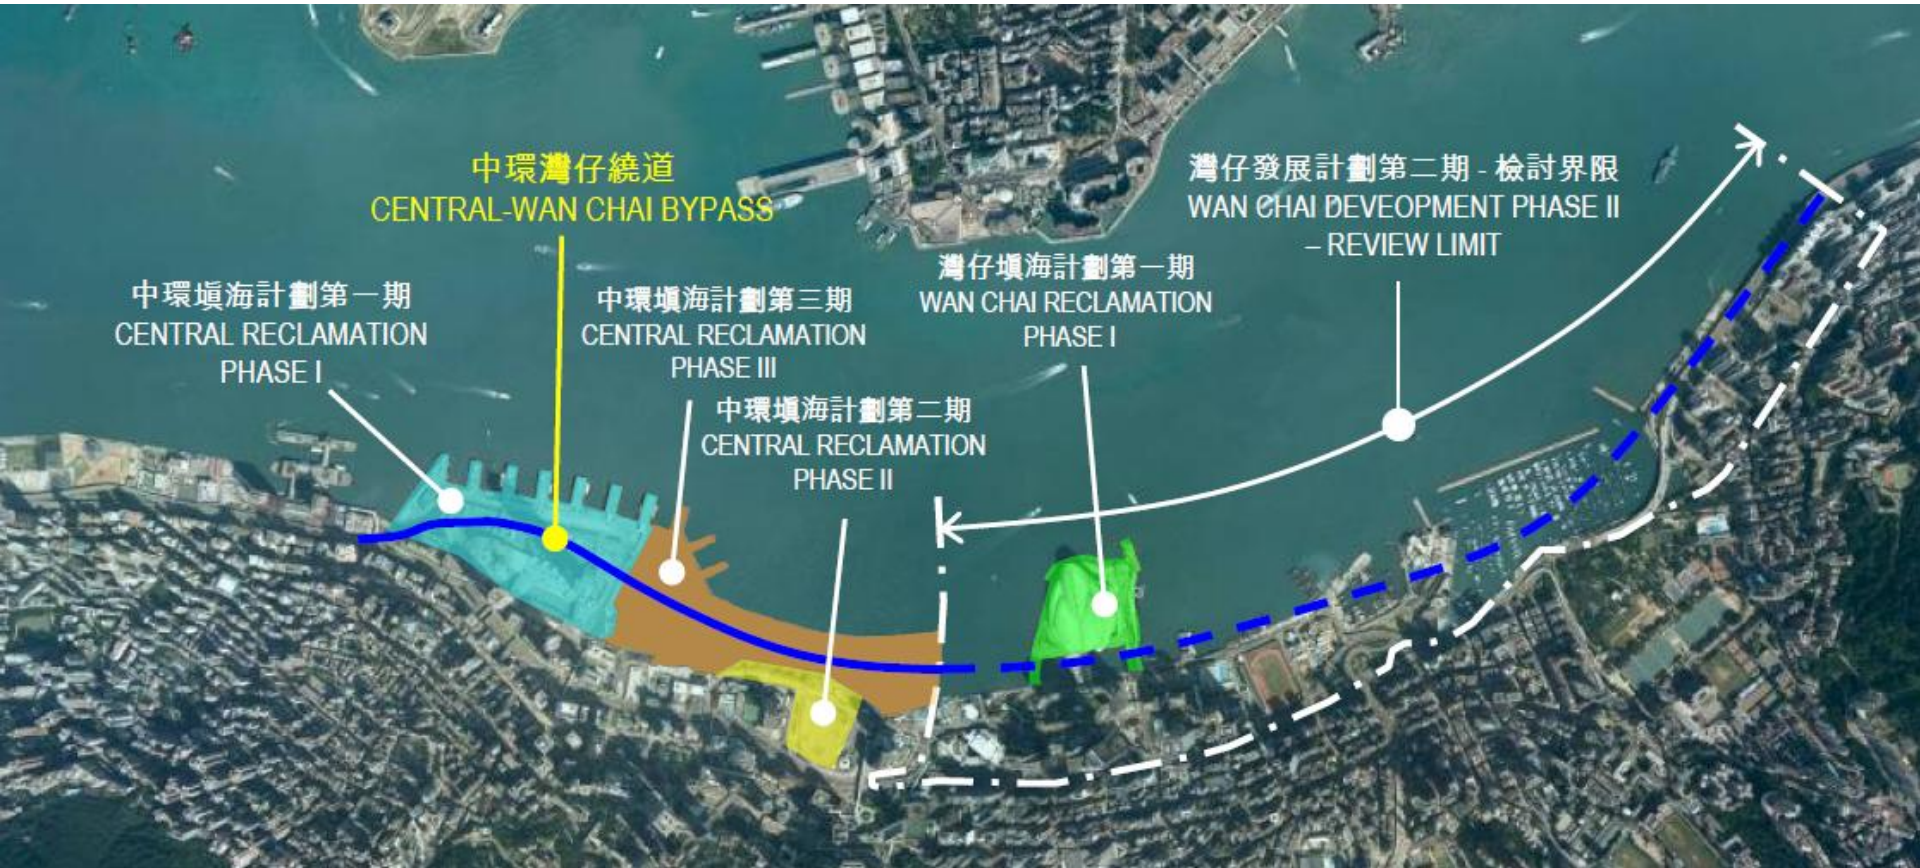 中環灣仔繞道
CENTRAL-WAN CHAI BYPASS
灣仔發展計劃第二期 - 檢討界限
WAN CHAI DEVEOPMENT PHASE II
– REVIEW LIMIT
中環填海計劃第一期
CENTRAL RECLAMATION
PHASE I
中環填海計劃第三期
CENTRAL RECLAMATION
PHASE III
灣仔填海計劃第一期
WAN CHAI RECLAMATION
PHASE I
中環填海計劃第二期
CENTRAL RECLAMATION
PHASE II